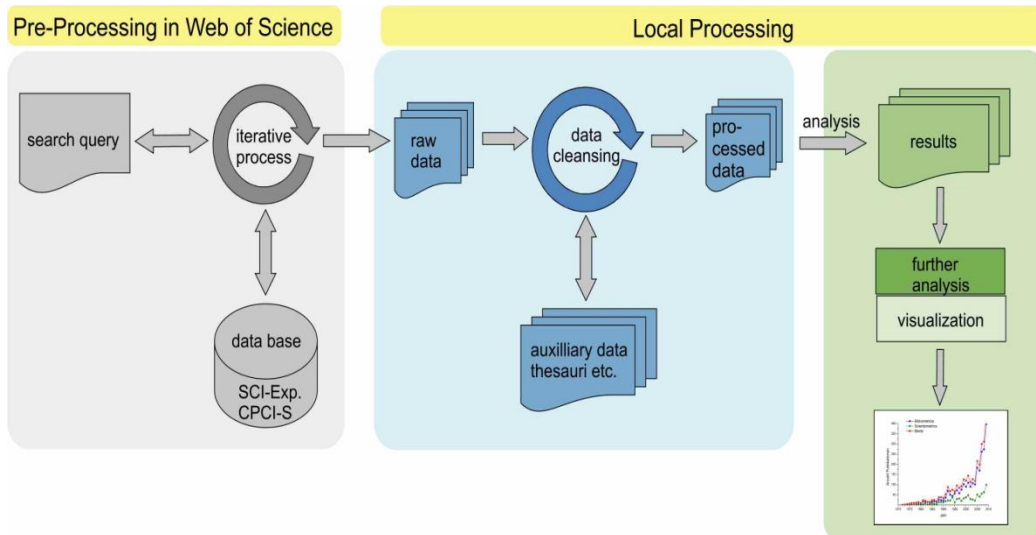 Pre-Processing in Web of Science
Local Processing
search query
iterative
process
data base
SCI-Exp.
CPCI-S
raw
data
data
cleansing
auxilliary data
thesauri etc.
pro-
cessed
data
analysis
results
further
analysis
visualization